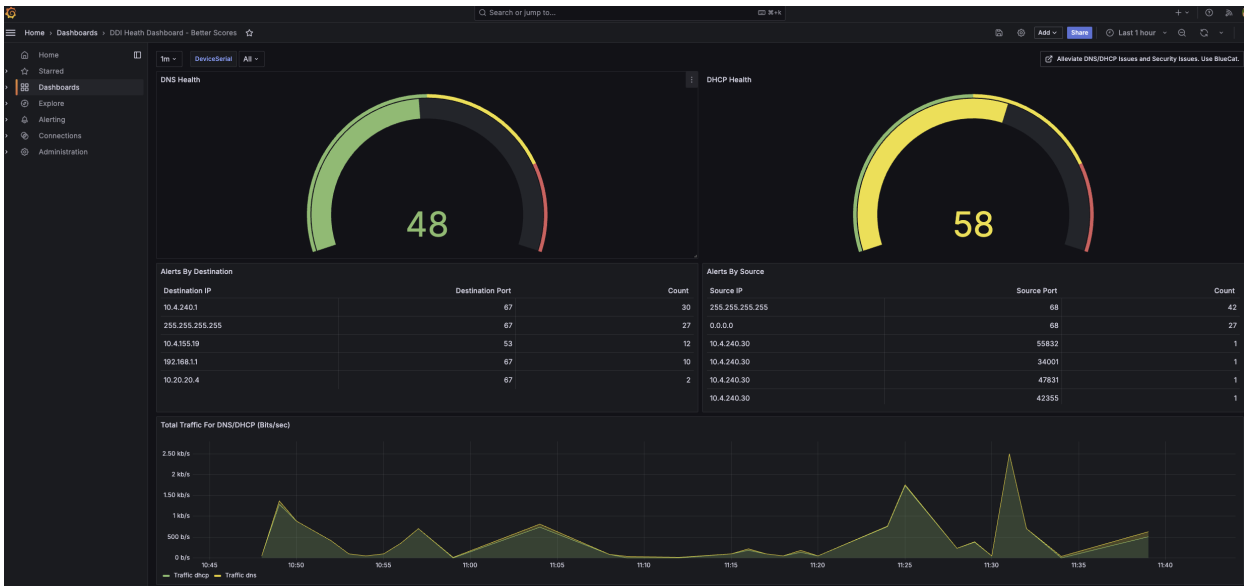 Search or jump to...
⌘+k
Home › Dashboards › DDI Heath Dashboard - Better Scores
Add
Share
Last 1 hour
Home
Starred
Dashboards
Explore
Alerting
Connections
Administration
1m
DeviceSerial
All
Alleviate DNS/DHCP Issues and Security Issues. Use BlueCat.
DNS Health
48
DHCP Health
58
Alerts By Destination
Destination IP Destination Port Count
10.4.240.1 67 30
255.255.255.255 67 27
10.4.155.19 53 12
192.168.1.1 67 10
10.20.20.4 67 2
Alerts By Source
Source IP Source Port Count
255.255.255.255 68 42
0.0.0.0 68 27
10.4.240.30 55832 1
10.4.240.30 34001 1
10.4.240.30 47831 1
10.4.240.30 42355 1
Total Traffic For DNS/DHCP (Bits/sec)
2.50 kb/s
2 kb/s
1.50 kb/s
1 kb/s
500 b/s
0 b/s
10:45 10:50 10:55 11:00 11:05 11:10 11:15 11:20 11:25 11:30 11:35 11:40
Traffic dhcp Traffic dns